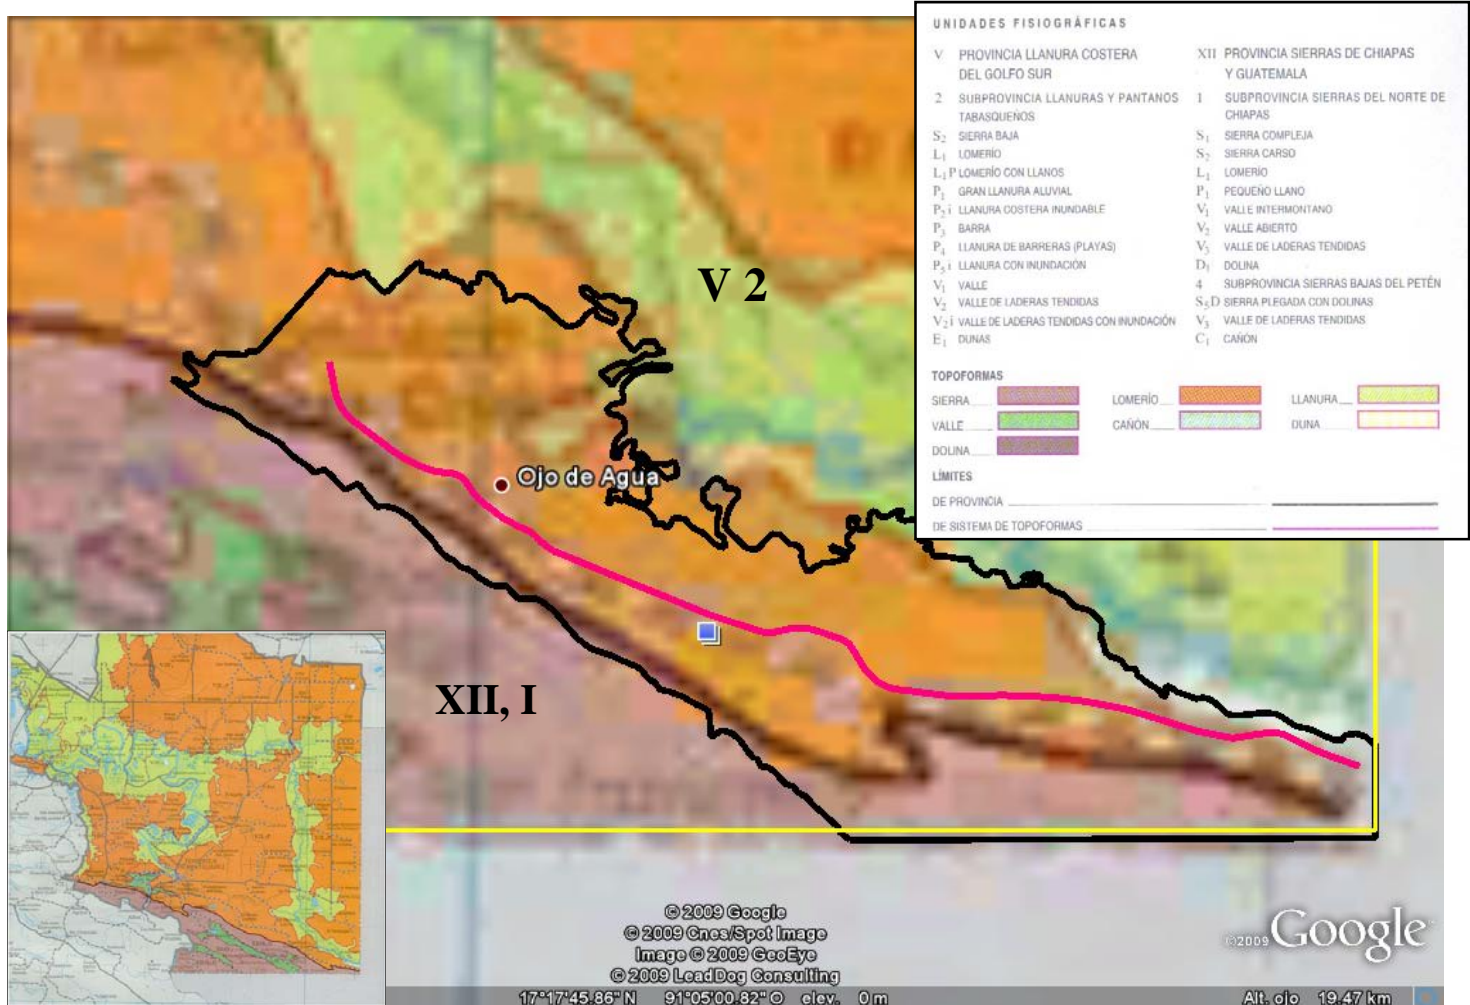 UNIDADES FISIOGRÁFICAS
V PROVINCIA LLANURA COSTERA
DEL GOLFO SUR
2 SUBPROVINCIA LLANURAS Y PANTANOS
TABASQUEÑOS
S2 SIERRA BAJA
L1 LOMERÍO
L1P LOMERÍO CON LLANOS
P1 GRAN LLANURA ALUVIAL
P2i LLANURA COSTERA INUNDABLE
P3 BARRA
P4 LLANURA DE BARRERAS (PLAYAS)
P5i LLANURA CON INUNDACIÓN
V1 VALLE
V2 VALLE DE LADERAS TENDIDAS
V2i VALLE DE LADERAS TENDIDAS CON INUNDACIÓN
E1 DUNAS
XII PROVINCIA SIERRAS DE CHIAPAS
Y GUATEMALA
1 SUBPROVINCIA SIERRAS DEL NORTE DE
CHIAPAS
S1 SIERRA COMPLEJA
S2 SIERRA CARSO
L1 LOMERÍO
P1 PEQUEÑO LLANO
V1 VALLE INTERMONTANO
V2 VALLE ABIERTO
V3 VALLE DE LADERAS TENDIDAS
D1 DOLINA
4 SUBPROVINCIA SIERRAS BAJAS DEL PETÉN
S5D SIERRA PLEGADA CON DOLINAS
V3 VALLE DE LADERAS TENDIDAS
C1 CAÑÓN
TOPOFORMAS
SIERRA LOMERÍO LLANURA
VALLE CAÑÓN DUNA
DOLINA
LÍMITES
DE PROVINCIA
DE SISTEMA DE TOPOFORMAS
V 2
Ojo de Agua
XII, I
© 2009 Google
© 2009 Cnes/Spot Image
Image © 2009 GeoEye
© 2009 LeadDog Consulting
©2009 Google
17°17'45.86" N 91°05'00.82" O elev. 0 m Alt. ojo 19.47 km